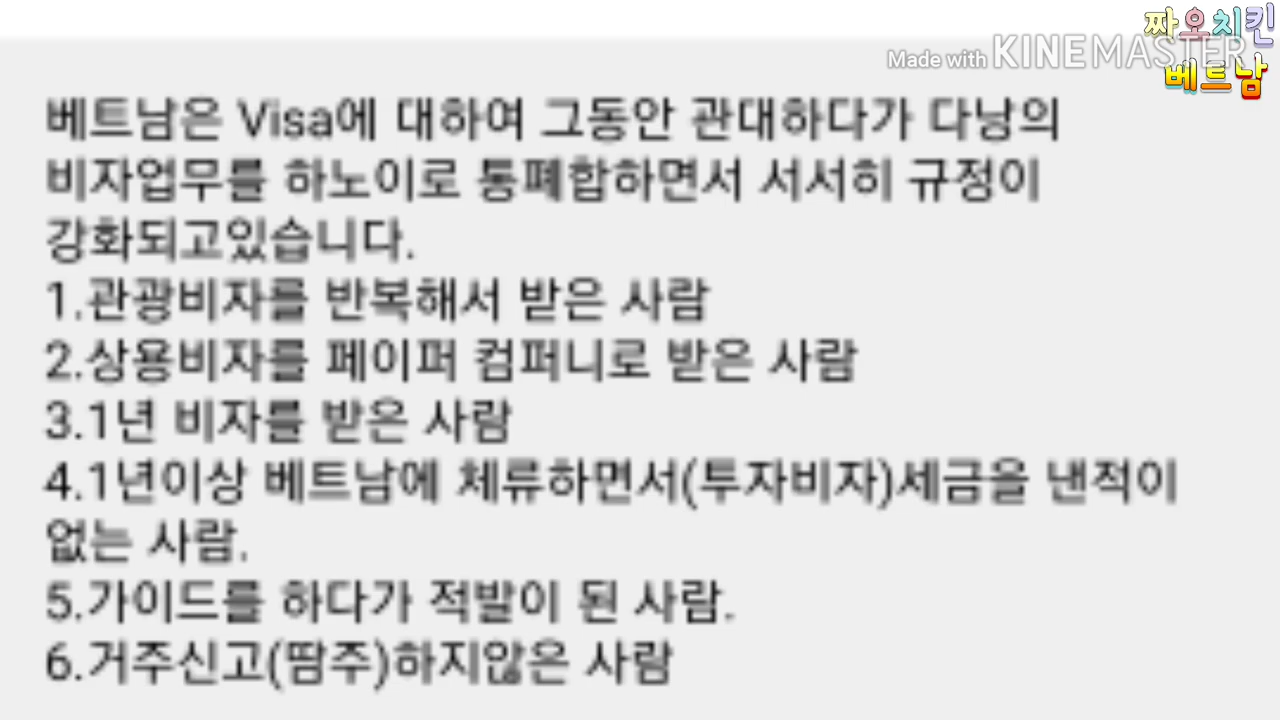 짜오치킨
Made with KINEMASTER
베트남
베트남은 Visa에 대하여 그동안 관대하다가 다낭의
비자업무를 하노이로 통폐합하면서 서서히 규정이
강화되고있습니다.
1.관광비자를 반복해서 받은 사람
2.상용비자를 페이퍼 컴퍼니로 받은 사람
3.1년 비자를 받은 사람
4.1년이상 베트남에 체류하면서(투자비자)세금을 낸적이
없는 사람.
5.가이드를 하다가 적발이 된 사람.
6.거주신고(땀주)하지않은 사람